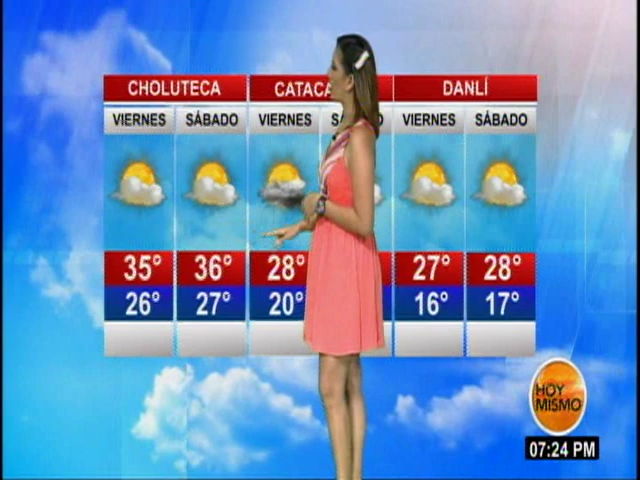 CHOLUTECA CATACA DANLÍ
VIERNES SÁBADO VIERNES VIERNES SÁBADO
35° 36° 28° 27° 28°
26° 27° 20° 16° 17°
HOY
MISMO
07:24 PM